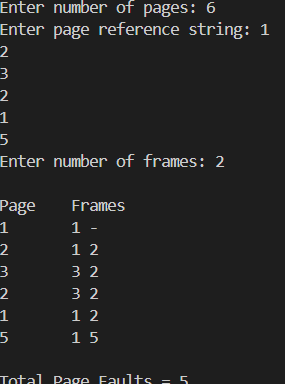 Enter number of pages: 6
Enter page reference string: 1
2
3
2
1
5
Enter number of frames: 2
Page Frames
1 1 -
2 1 2
3 3 2
2 3 2
1 1 2
5 1 5
Total Page Faults = 5